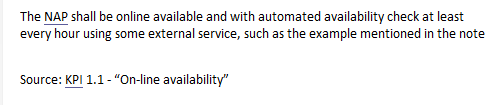 The NAP shall be online available and with automated availability check at least
every hour using some external service, such as the example mentioned in the note
Source: KPI 1.1 - “On-line availability”